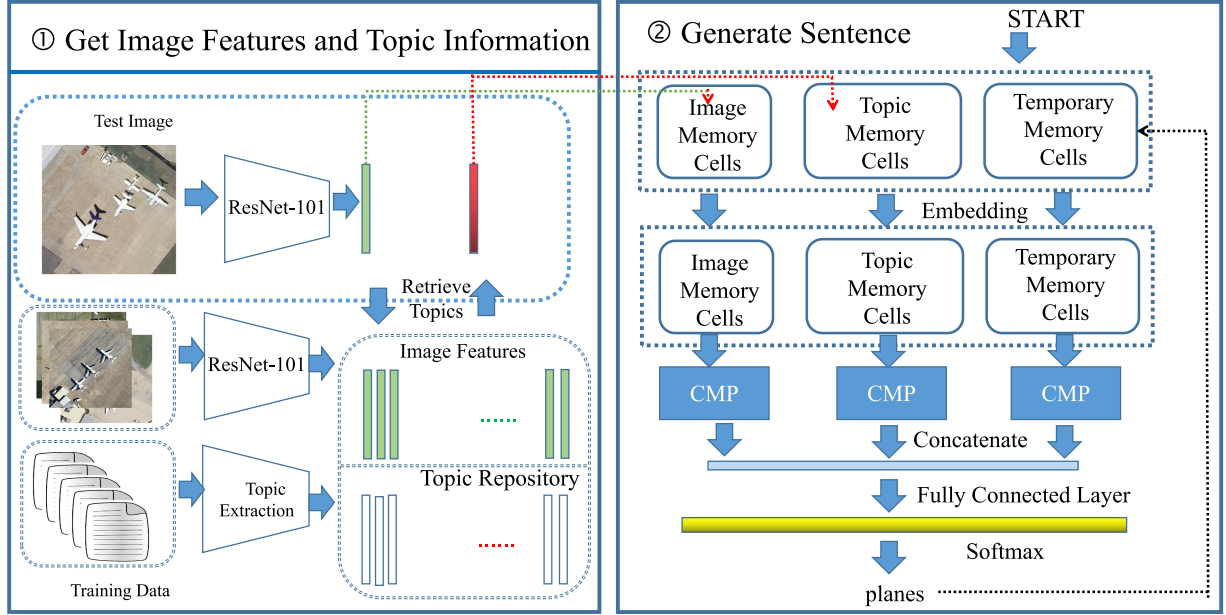 ① Get Image Features and Topic Information
Test Image
ResNet-101
Retrieve
Topics
ResNet-101
Image Features
Topic
Extraction
Topic Repository
Training Data
② Generate Sentence
START
Image
Memory
Cells
Topic
Memory
Cells
Temporary
Memory
Cells
Embedding
Image
Memory
Cells
Topic
Memory
Cells
Temporary
Memory
Cells
CMP
CMP
CMP
Concatenate
Fully Connected Layer
Softmax
planes